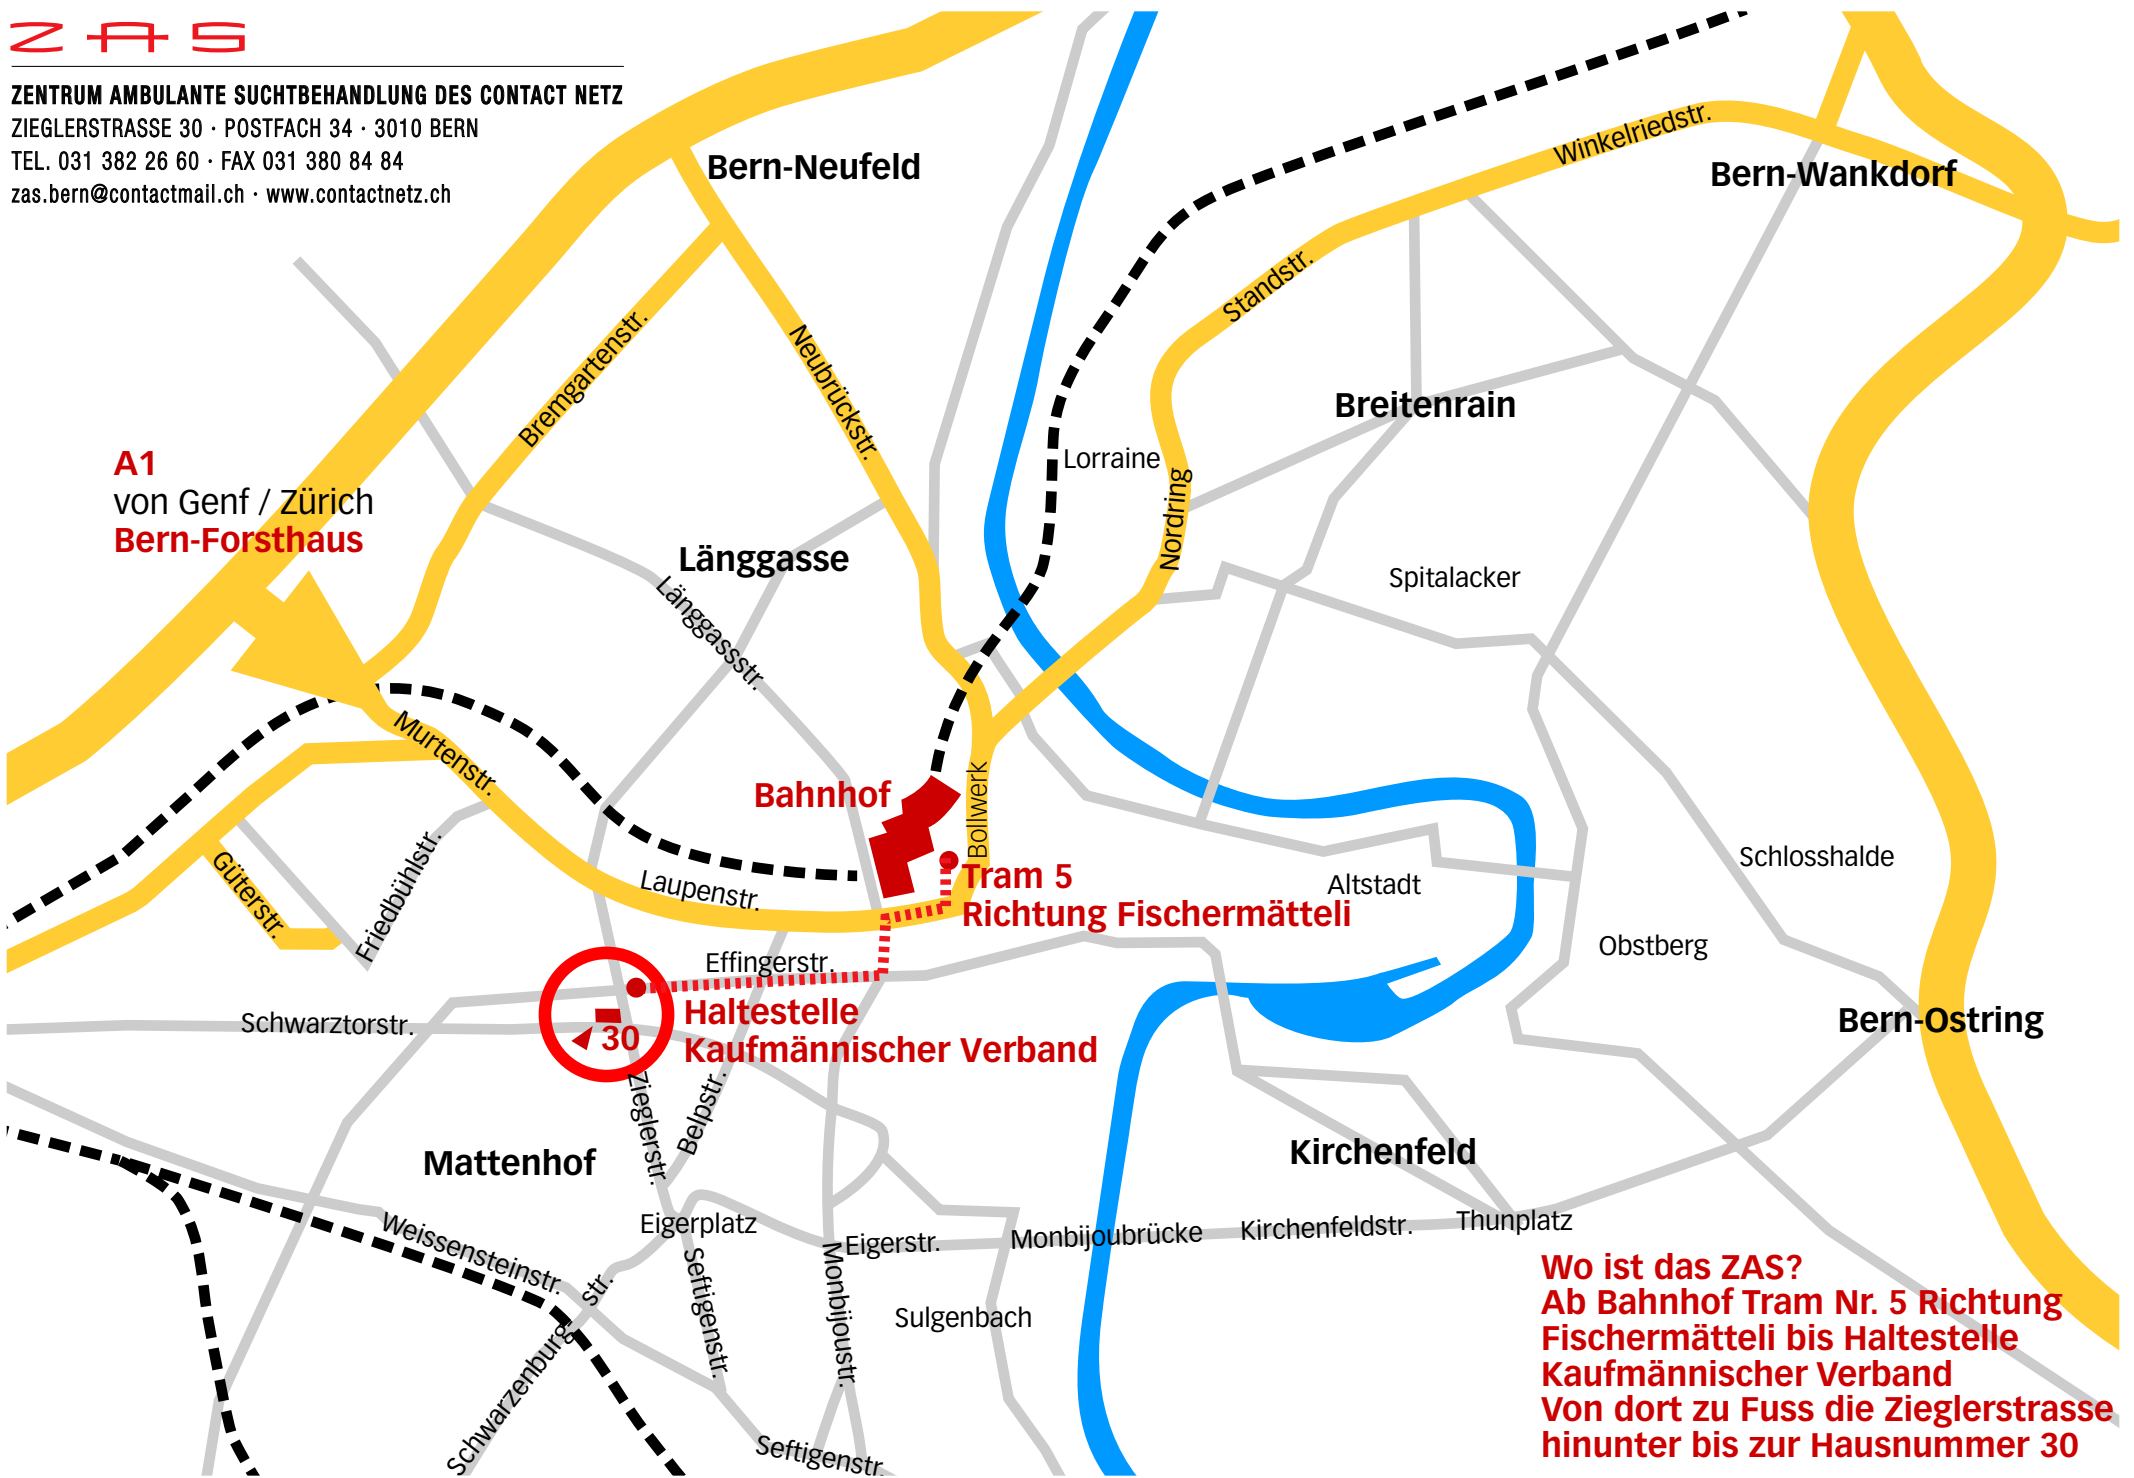 ZAS
ZENTRUM AMBULANTE SUCHTBEHANDLUNG DES CONTACT NETZ
ZIEGLERSTRASSE 30 · POSTFACH 34 · 3010 BERN
TEL. 031 382 26 60 · FAX 031 380 84 84
zas.bern@contactmail.ch · www.contactnetz.ch
Bern-Neufeld
Winkelriedstr.
Bern-Wankdorf
Standstr.
Bremgartenstr.
Neubrückstr.
Breitenrain
A1
von Genf / Zürich
Bern-Forsthaus
Lorraine
Nordring
Länggasse
Länggassstr.
Spitalacker
Murtenstr.
Bahnhof
Bollwerk
Güterstr.
Friedbühlstr.
Laupenstr.
Tram 5
Richtung Fischermätteli
Altstadt
Schlosshalde
Obstberg
Effingerstr.
Haltestelle
Kaufmännischer Verband
30
Schwarztorstr.
Bern-Ostring
Zieglerstr.
Belpstr.
Mattenhof
Kirchenfeld
Eigerplatz
Weissensteinstr.
Eigerstr.
Monbijoubrücke
Kirchenfeldstr.
Thunplatz
Seftigenstr.
Monbijoustr.
Sulgenbach
Schwarzenburg
str.
Seftigenstr.
Wo ist das ZAS?
Ab Bahnhof Tram Nr. 5 Richtung
Fischermätteli bis Haltestelle
Kaufmännischer Verband
Von dort zu Fuss die Zieglerstrasse
hinunter bis zur Hausnummer 30